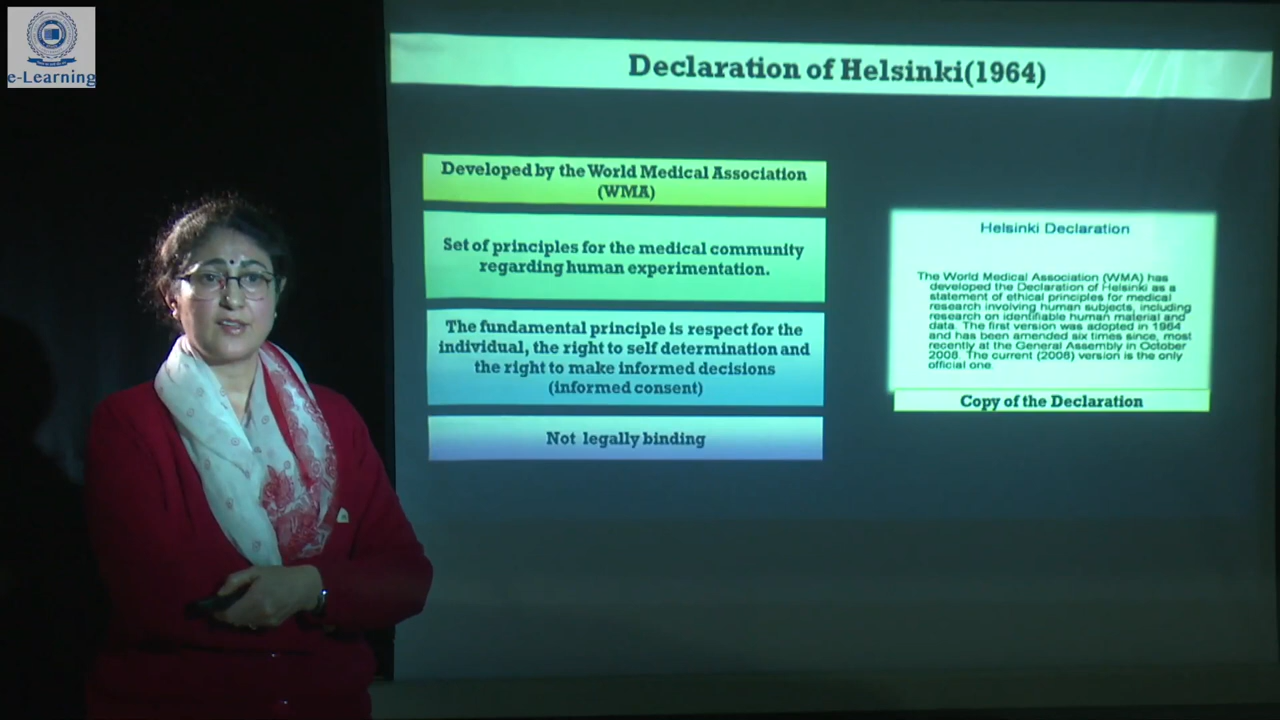 e-Learning
Declaration of Helsinki(1964)
Developed by the World Medical Association
(WMA)
Set of principles for the medical community
regarding human experimentation.
The fundamental principle is respect for the
individual, the right to self determination and
the right to make informed decisions
(informed consent)
Not legally binding
Helsinki Declaration
The World Medical Association (WMA) has
developed the Declaration of Helsinki as a
statement of ethical principles for medical
research involving human subjects, including
research on identifiable human material and
data. The first version was adopted in 1964
and has been amended six times since, most
recently at the General Assembly in October
2008. The current (2008) version is the only
official one
Copy of the Declaration